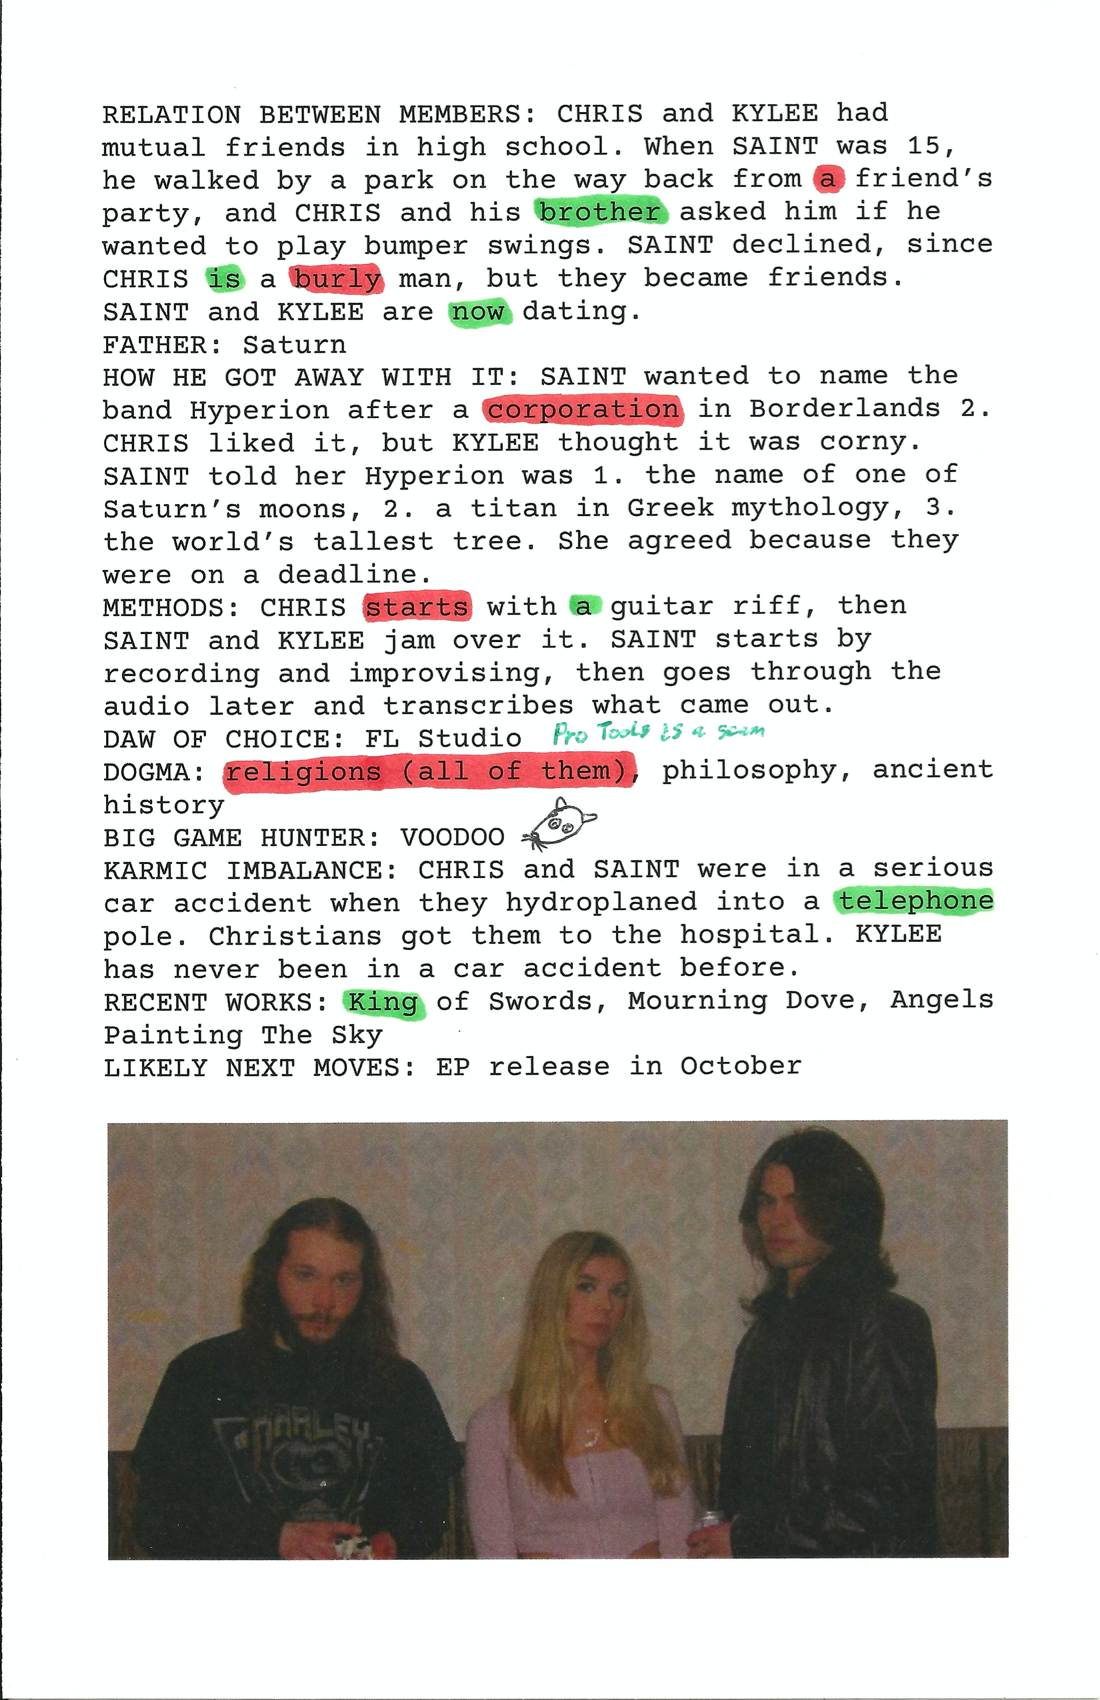 RELATION BETWEEN MEMBERS: CHRIS and KYLEE had
mutual friends in high school. When SAINT was 15,
he walked by a park on the way back from a friend's
party, and CHRIS and his brother asked him if he
wanted to play bumper swings. SAINT declined, since
CHRIS is a burly man, but they became friends.
SAINT and KYLEE are now dating.
FATHER: Saturn
HOW HE GOT AWAY WITH IT: SAINT wanted to name the
band Hyperion after a corporation in Borderlands 2.
CHRIS liked it, but KYLEE thought it was corny.
SAINT told her Hyperion was 1. the name of one of
Saturn's moons, 2. a titan in Greek mythology, 3.
the world's tallest tree. She agreed because they
were on a deadline.
METHODS: CHRIS starts with a guitar riff, then
SAINT and KYLEE jam over it. SAINT starts by
recording and improvising, then goes through the
audio later and transcribes what came out.
DAW OF CHOICE: FL Studio Pro Tools is a scam
DOGMA: religions (all of them), philosophy, ancient
history
BIG GAME HUNTER: VOODOO
KARMIC IMBALANCE: CHRIS and SAINT were in a serious
car accident when they hydroplaned into a telephone
pole. Christians got them to the hospital. KYLEE
has never been in a car accident before.
RECENT WORKS: King of Swords, Mourning Dove, Angels
Painting The Sky
LIKELY NEXT MOVES: EP release in October